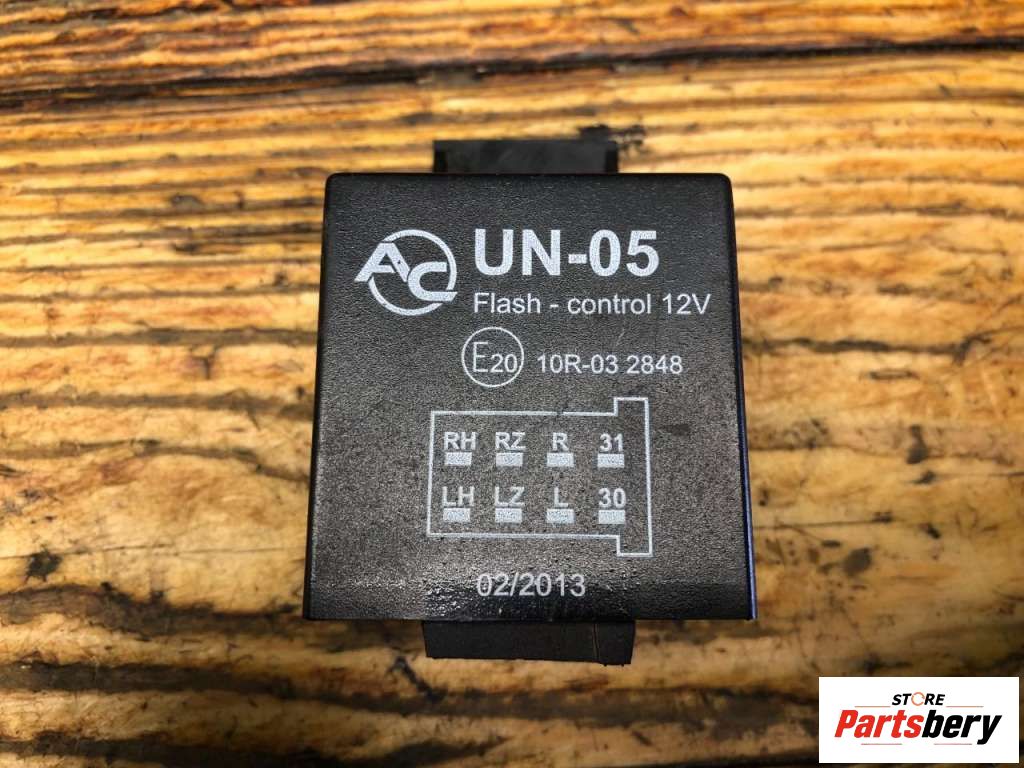 AC UN-05
Flash - control 12V
E20 10R-03 2848
RH RZ R 31
LH LZ L 30
02/2013
STORE
Partsbery